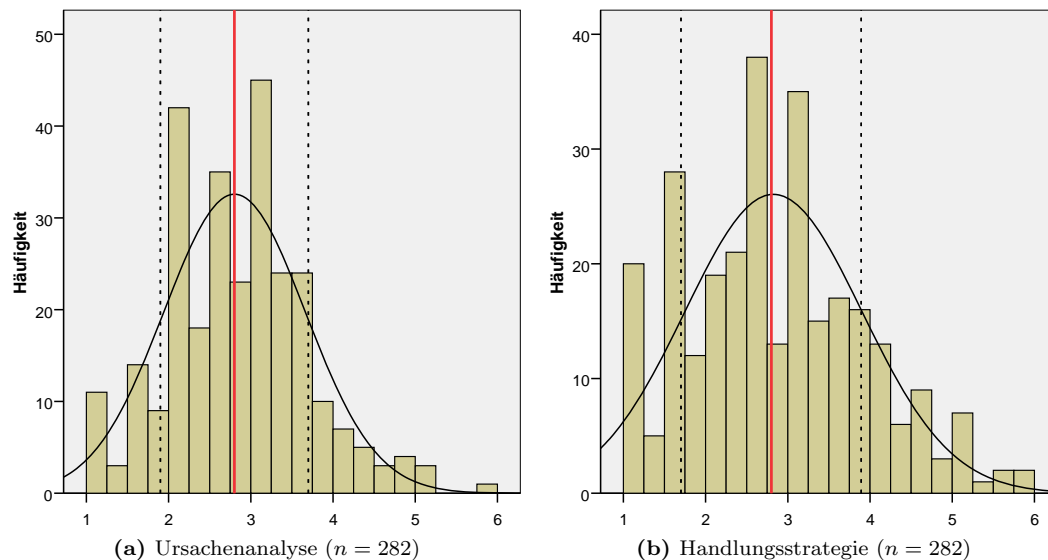 50
40
30
20
10
0
Häufigkeit
1 2 3 4 5 6
(a) Ursachenanalyse (n = 282)
40
30
20
10
0
Häufigkeit
1 2 3 4 5 6
(b) Handlungsstrategie (n = 282)